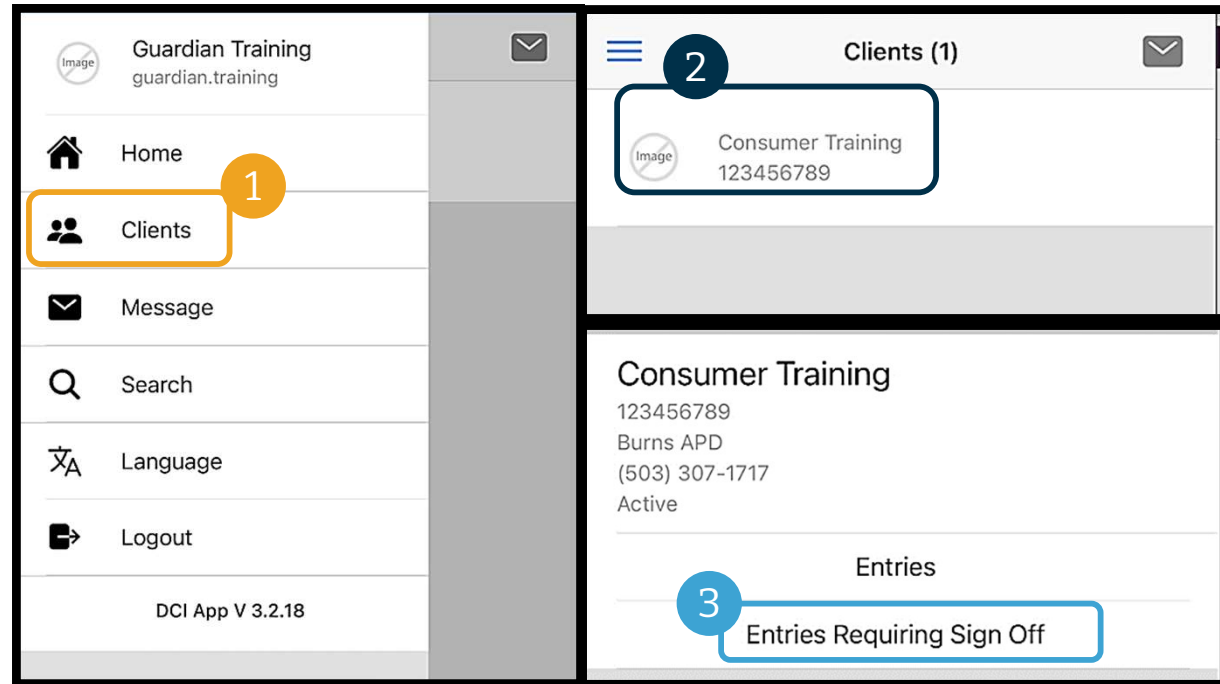 Image
Guardian Training
guardian.training
Home
1
Clients
Message
Search
文A Language
Logout
DCI App V 3.2.18
Clients (1)
2
Image
Consumer Training
123456789
Consumer Training
123456789
Burns APD
(503) 307-1717
Active
Entries
3
Entries Requiring Sign Off